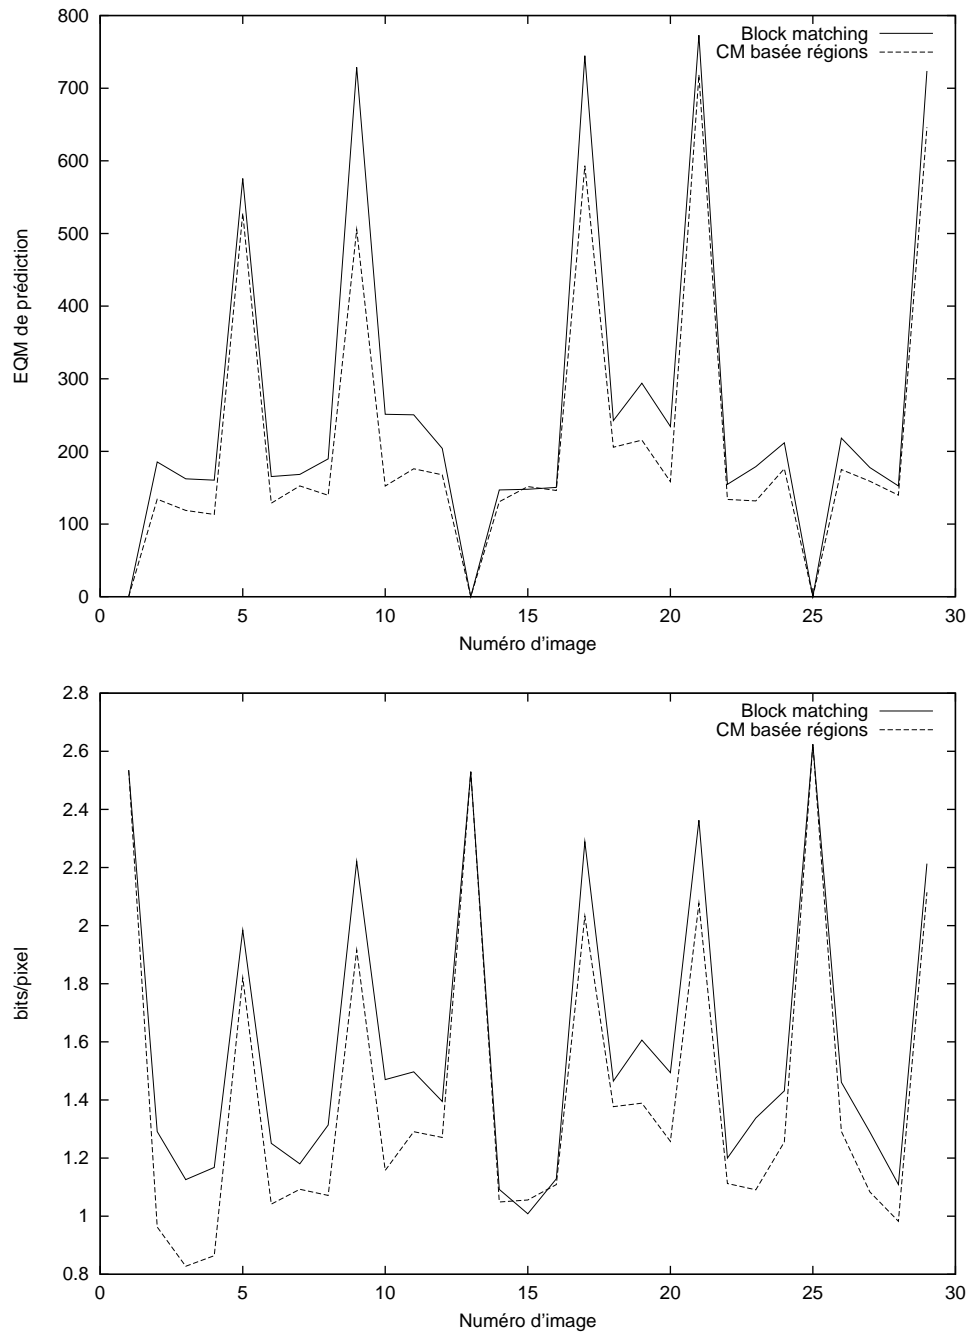 800
700
600
500
400
300
200
100
0
EQM de prédiction
Block matching
CM basée régions
0 5 10 15 20 25 30
Numéro d'image
2.8
2.6
2.4
2.2
2
1.8
1.6
1.4
1.2
1
0.8
bits/pixel
Block matching
CM basée régions
0 5 10 15 20 25 30
Numéro d'image